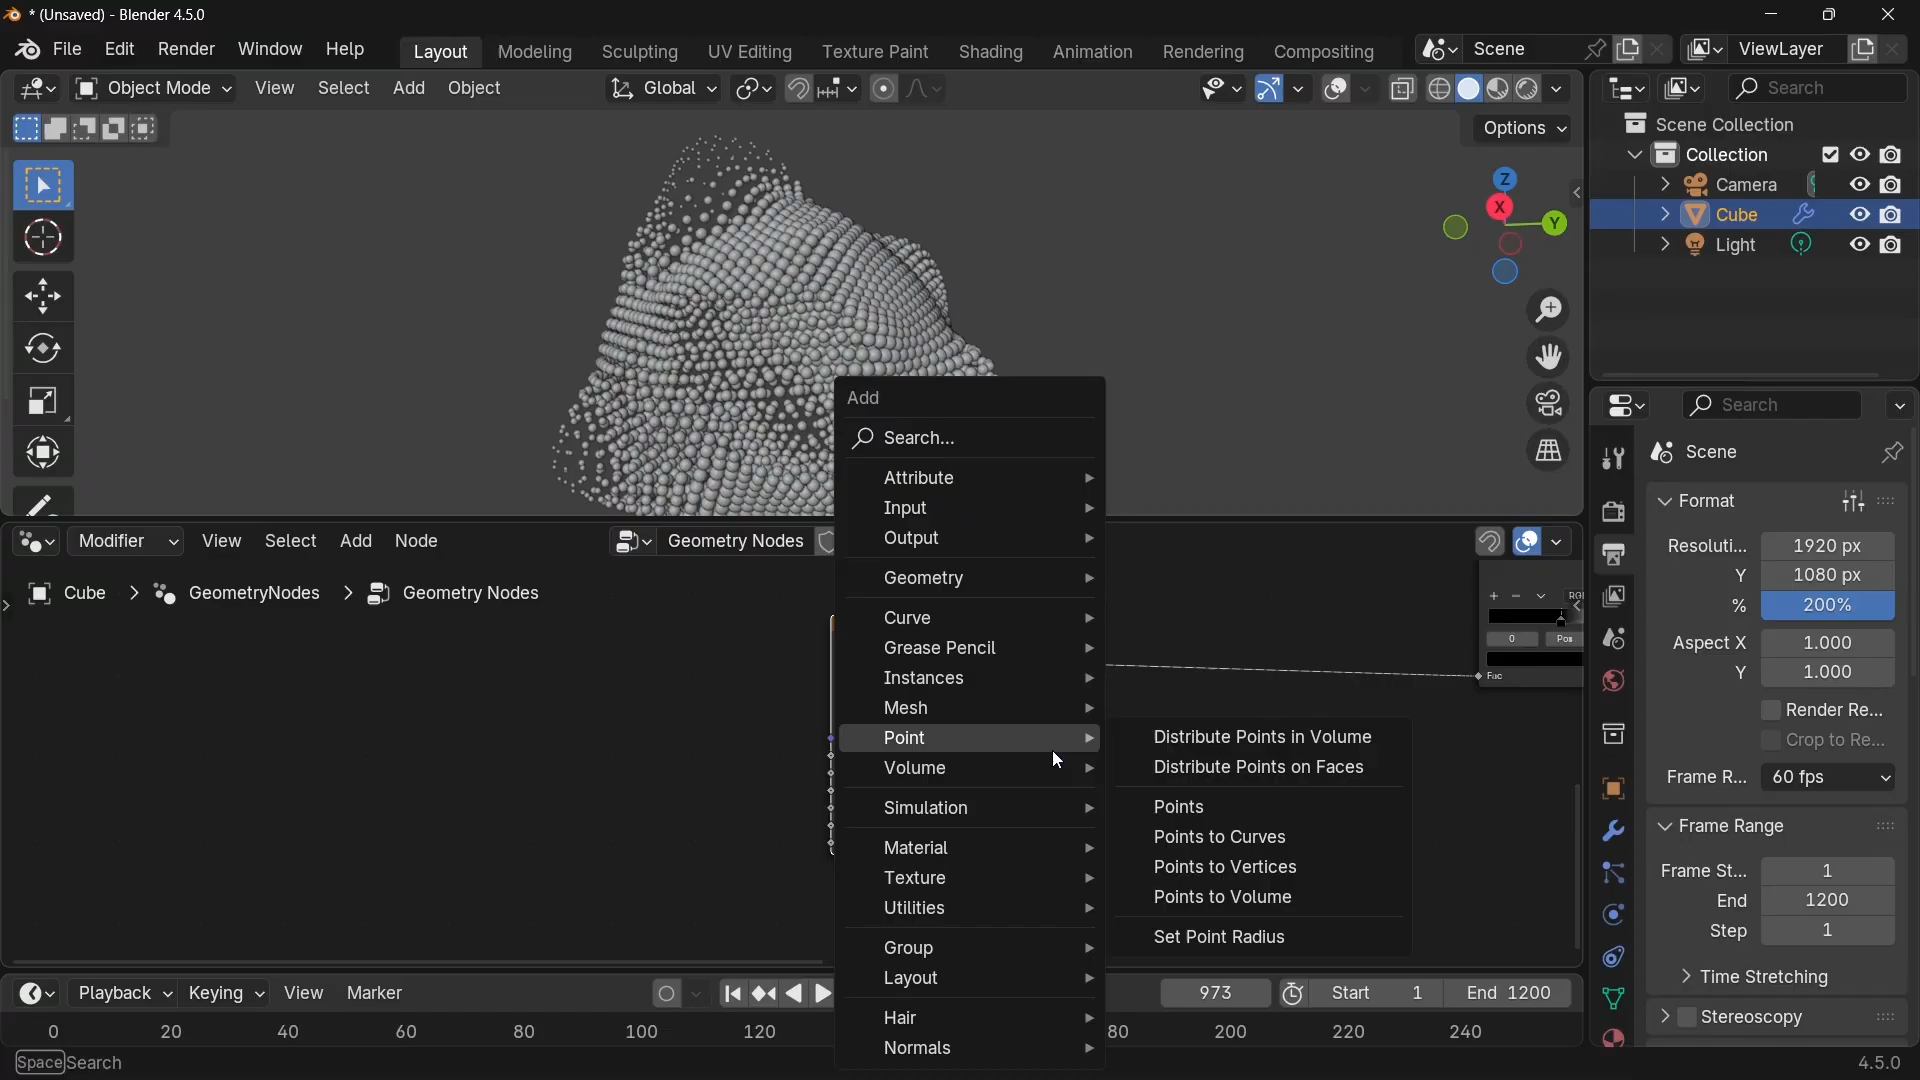 * (Unsaved) - Blender 4.5.0
File Edit Render Window Help Layout Modeling Sculpting UV Editing Texture Paint Shading Animation Rendering Compositing Scene ViewLayer
Object Mode View Select Add Object Global Search
Options
Z
X
Y
Scene Collection
Collection
Camera
Cube
Light
Add
Search...
Attribute
Input
Output
Geometry
Curve
Grease Pencil
Instances
Mesh
Point
Volume
Simulation
Material
Texture
Utilities
Group
Layout
Hair
Normals
Distribute Points in Volume
Distribute Points on Faces
Points
Points to Curves
Points to Vertices
Points to Volume
Set Point Radius
Modifier View Select Add Node Geometry Nodes
Cube > GeometryNodes > Geometry Nodes
RGB
0 Pos
Fac
Search
Scene
Format
Resoluti... 1920 px
Y 1080 px
% 200%
Aspect X 1.000
Y 1.000
Render Re...
Crop to Re...
Frame R... 60 fps
Frame Range
Frame St... 1
End 1200
Step 1
Time Stretching
Stereoscopy
Playback Keying View Marker 973 Start 1 End 1200
0 20 40 60 80 100 120 80 200 220 240
Space Search 4.5.0